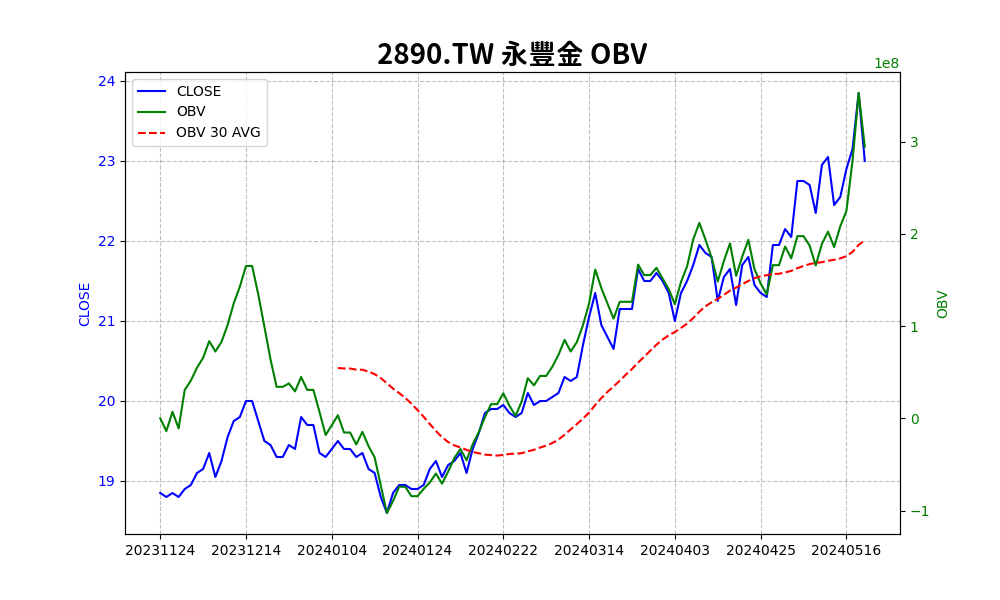 2890.TW 永豐金 OBV
1e8
CLOSE
OBV
OBV 30 AVG
24
23
22
21
20
19
CLOSE
3
2
1
0
−1
OBV
20231124 20231214 20240104 20240124 20240222 20240314 20240403 20240425 20240516